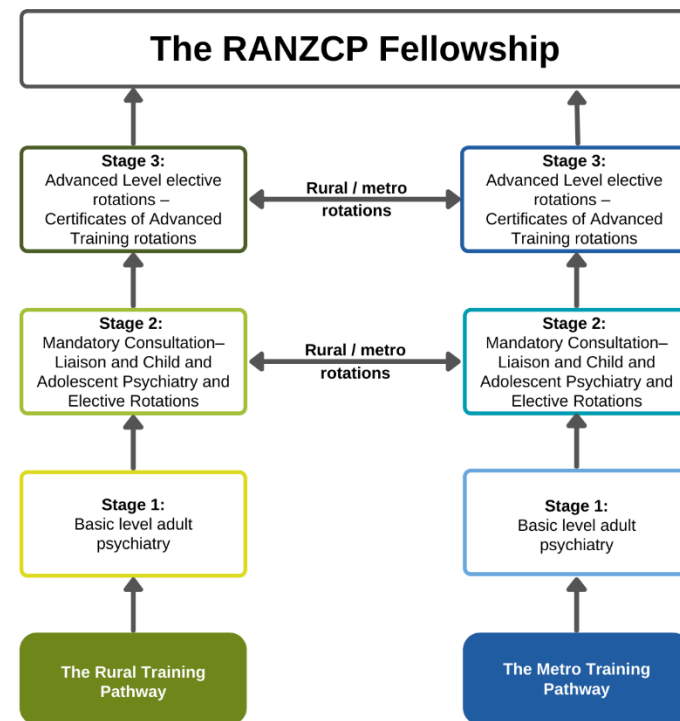 The RANZCP Fellowship
Stage 3:
Advanced Level elective
rotations –
Certificates of Advanced
Training rotations
Rural / metro
rotations
Stage 3:
Advanced Level elective
rotations –
Certificates of Advanced
Training rotations
Stage 2:
Mandatory Consultation–
Liaison and Child and
Adolescent Psychiatry and
Elective Rotations
Rural / metro
rotations
Stage 2:
Mandatory Consultation–
Liaison and Child and
Adolescent Psychiatry and
Elective Rotations
Stage 1:
Basic level adult
psychiatry
Stage 1:
Basic level adult
psychiatry
The Rural Training
Pathway
The Metro Training
Pathway